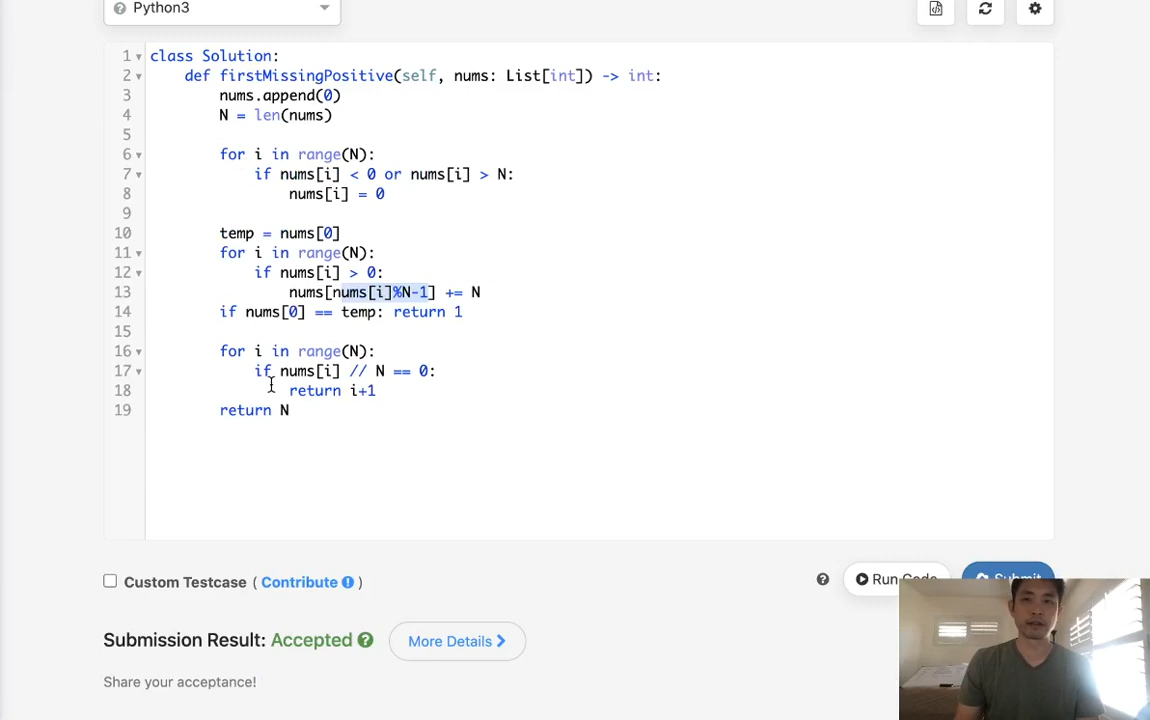 Python3
1 class Solution:
2 def firstMissingPositive(self, nums: List[int]) -> int:
3 nums.append(0)
4 N = len(nums)
5
6 for i in range(N):
7 if nums[i] < 0 or nums[i] > N:
8 nums[i] = 0
9
10 temp = nums[0]
11 for i in range(N):
12 if nums[i] > 0:
13 nums[nums[i]%N-1] += N
14 if nums[0] == temp: return 1
15
16 for i in range(N):
17 if nums[i] // N == 0:
18 return i+1
19 return N
Custom Testcase ( Contribute )
Run Code
Submit
Submission Result: Accepted
More Details
Share your acceptance!